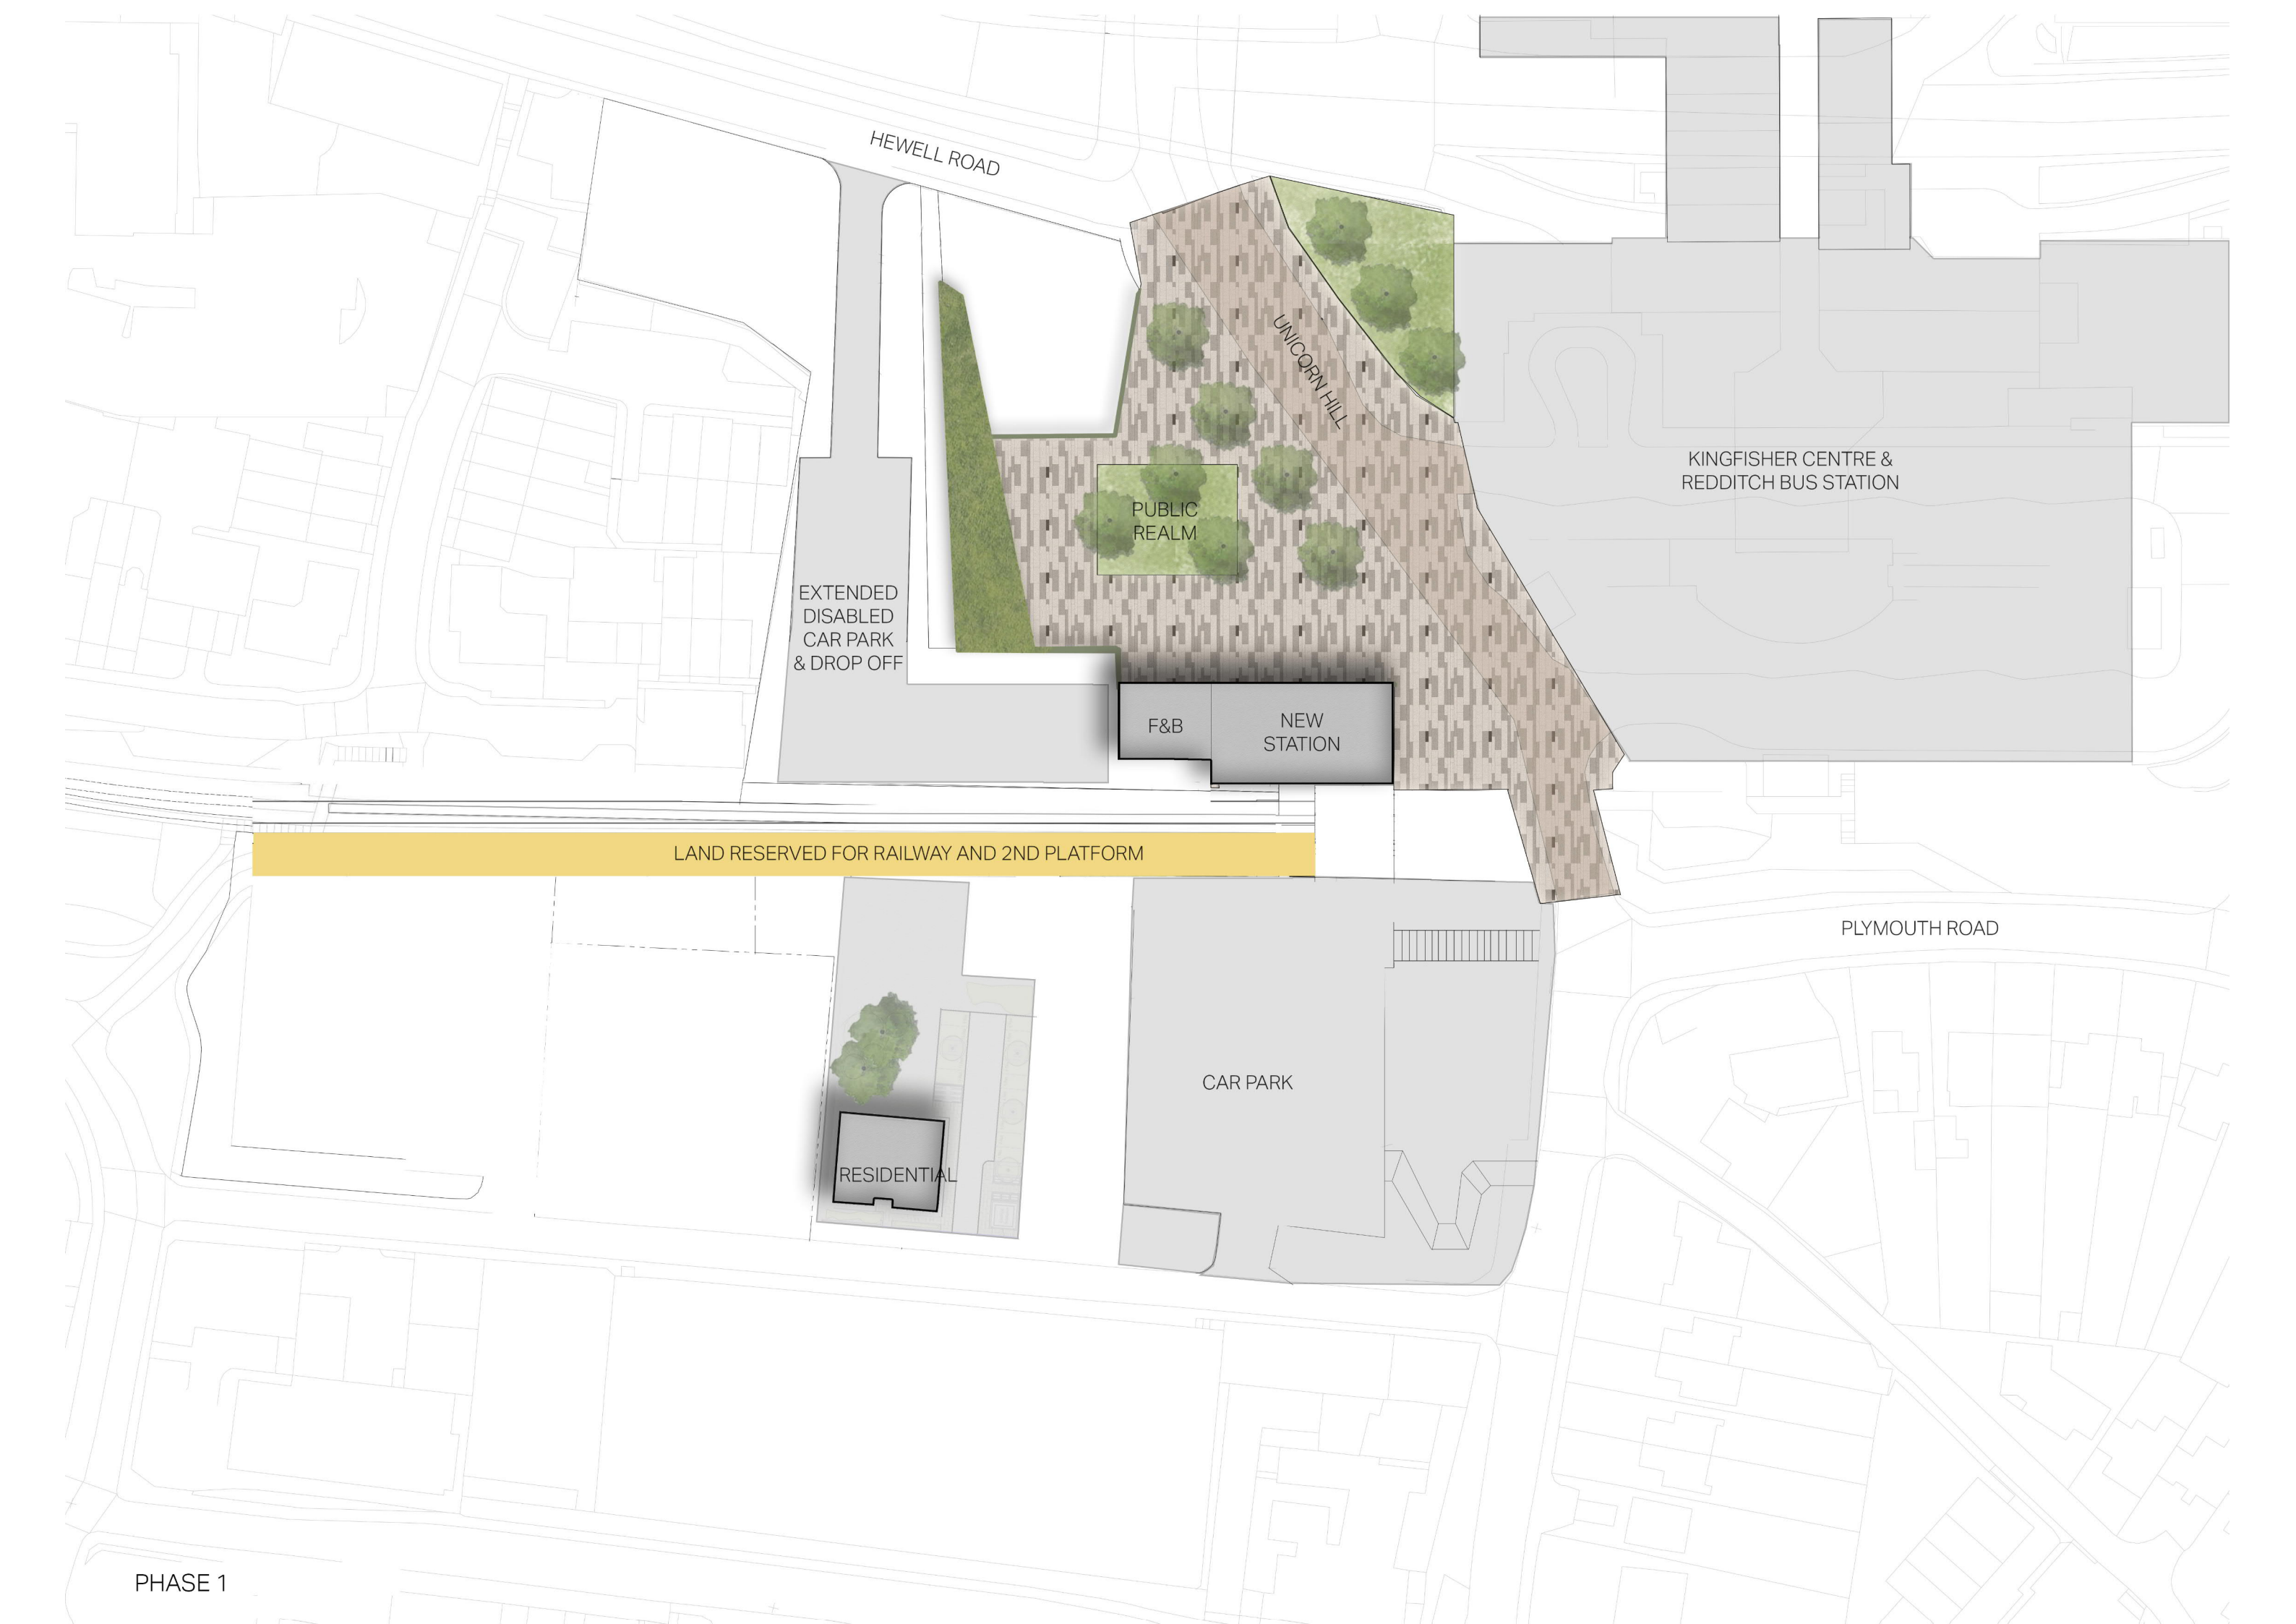 HEWELL ROAD
UNICORN HILL
KINGFISHER CENTRE &
REDDITCH BUS STATION
PUBLIC
REALM
EXTENDED
DISABLED
CAR PARK
& DROP OFF
F&B
NEW
STATION
LAND RESERVED FOR RAILWAY AND 2ND PLATFORM
PLYMOUTH ROAD
CAR PARK
RESIDENTIAL
PHASE 1